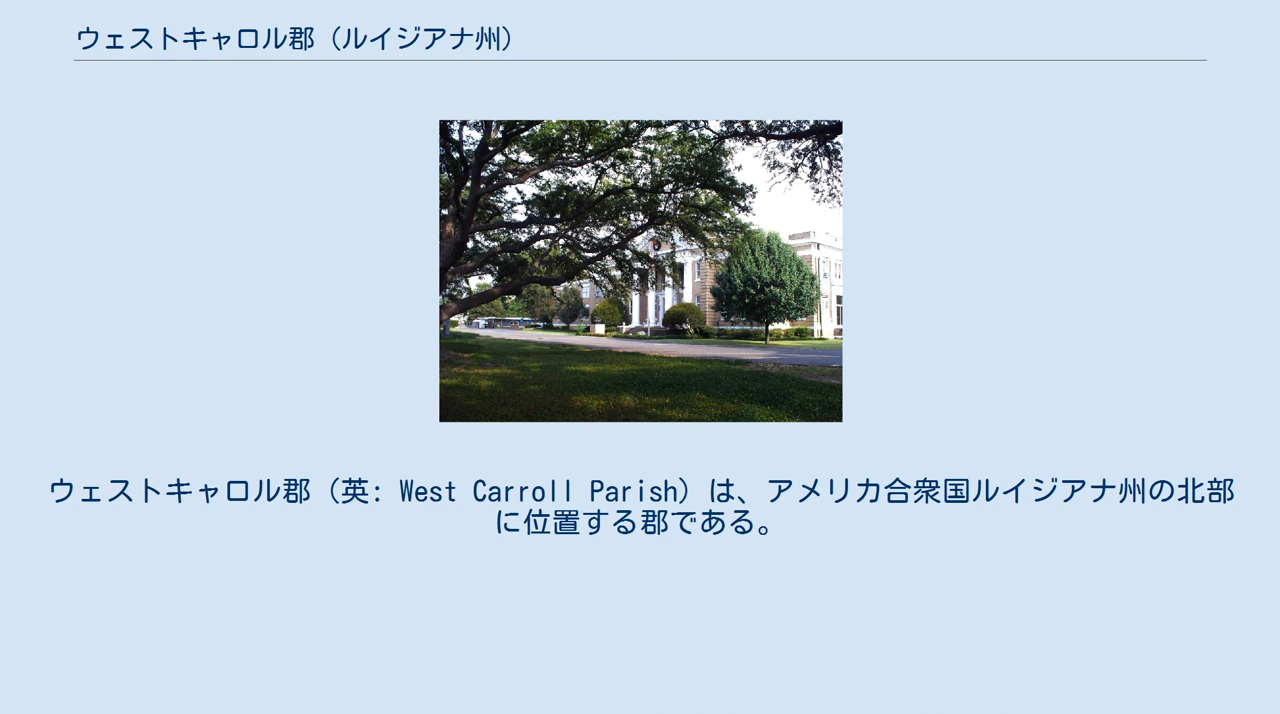 ウェストキャロル郡（ルイジアナ州）
ウェストキャロル郡（英: West Carroll Parish）は、アメリカ合衆国ルイジアナ州の北部
に位置する郡である。